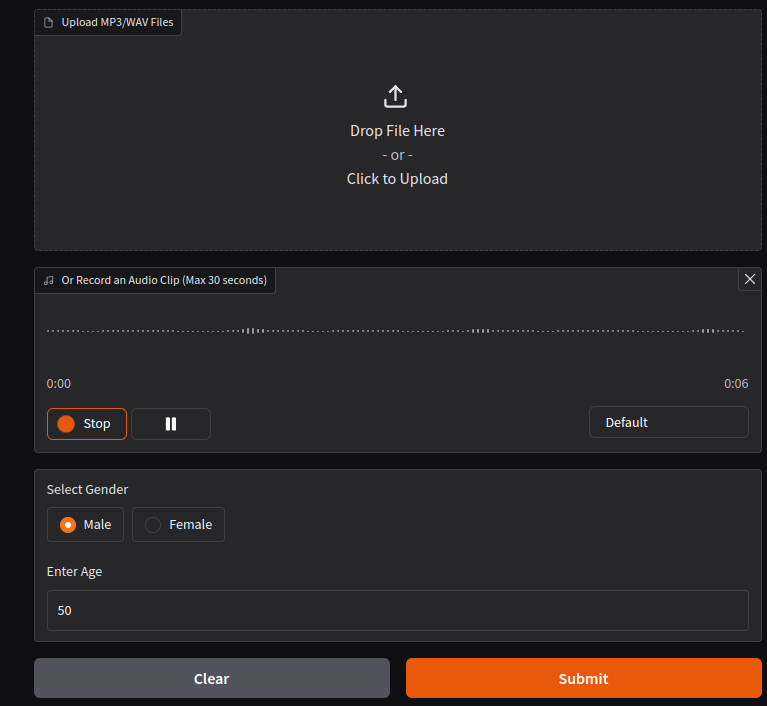 Upload MP3/WAV Files
Drop File Here
- or -
Click to Upload
Or Record an Audio Clip (Max 30 seconds)
0:00 0:06
Stop Default
Select Gender
Male Female
Enter Age
50
Clear Submit